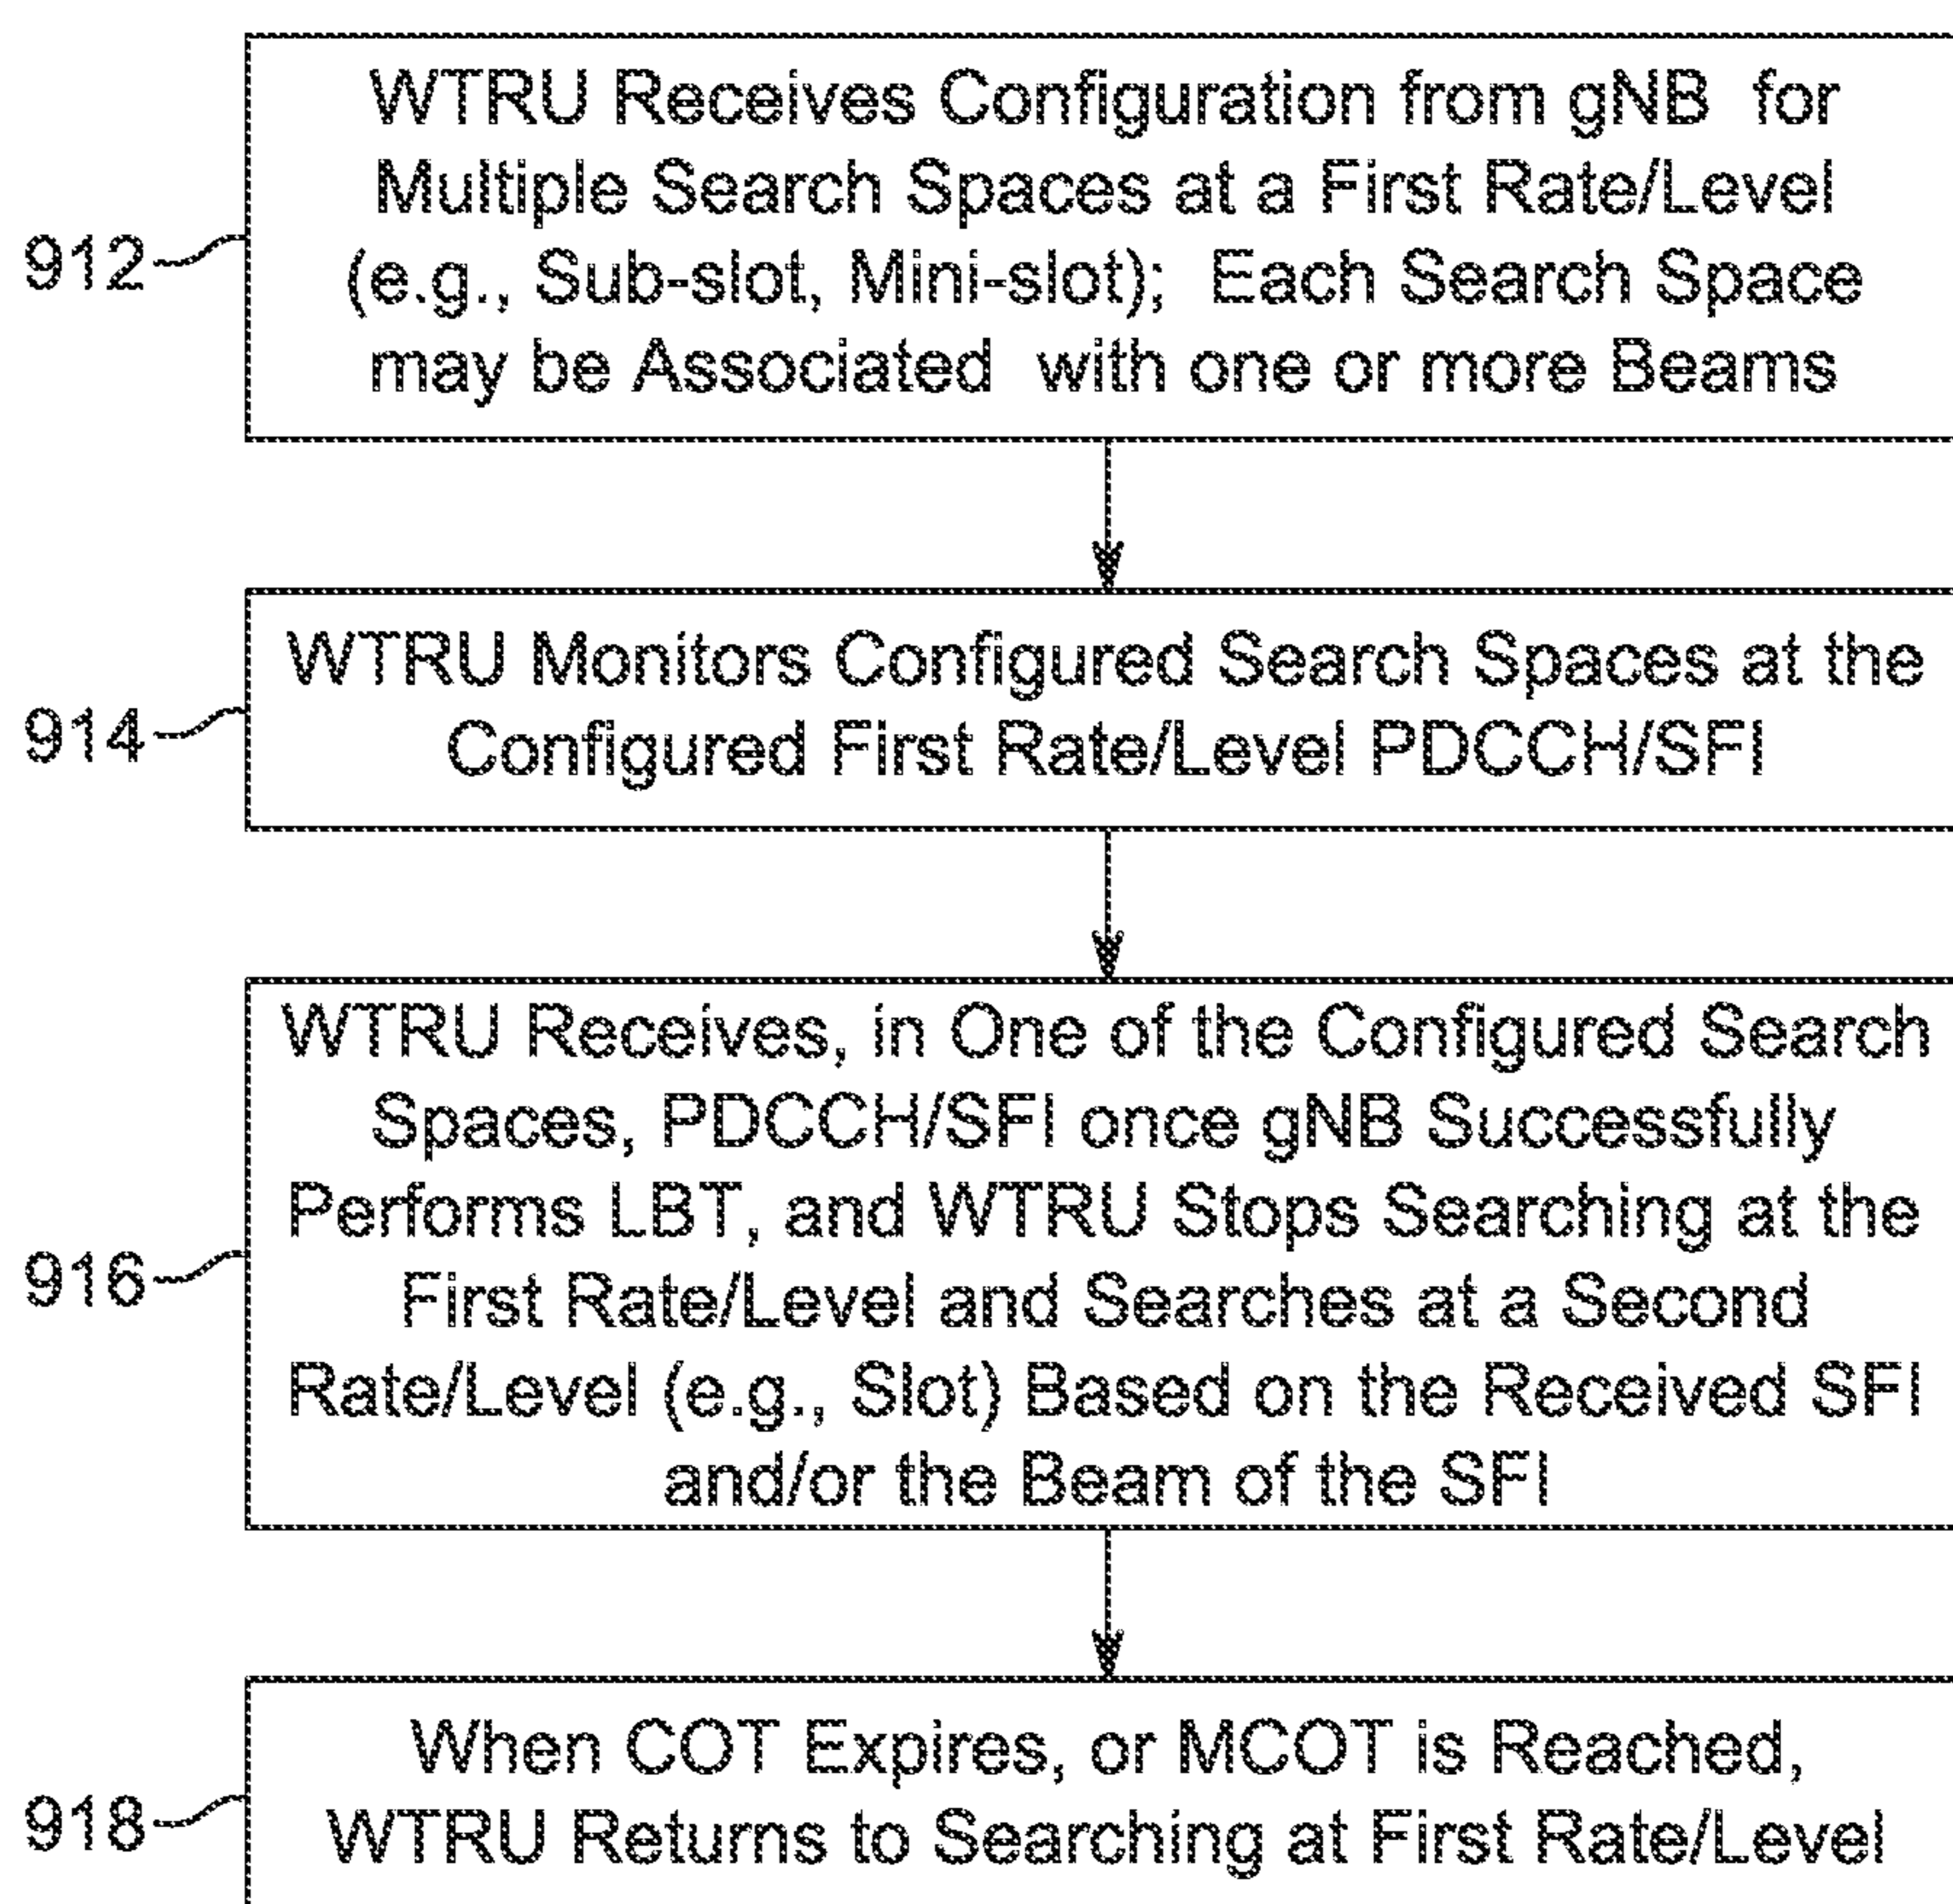 WTRU Receives Configuration from gNB for
Multiple Search Spaces at a First Rate/Level
912
(e.g., Sub-slot, Mini-slot); Each Search Space
may be Associated with one or more Beams
WTRU Monitors Configured Search Spaces at the
914
Configured First Rate/Level PDCCH/SFI
WTRU Receives, in One of the Configured Search
Spaces, PDCCH/SFI once gNB Successfully
Performs LBT, and WTRU Stops Searching at the
916
First Rate/Level and Searches at a Second
Rate/Level (e.g., Slot) Based on the Received SFI
and/or the Beam of the SFI
When COT Expires, or MCOT is Reached,
918
WTRU Returns to Searching at First Rate/Level